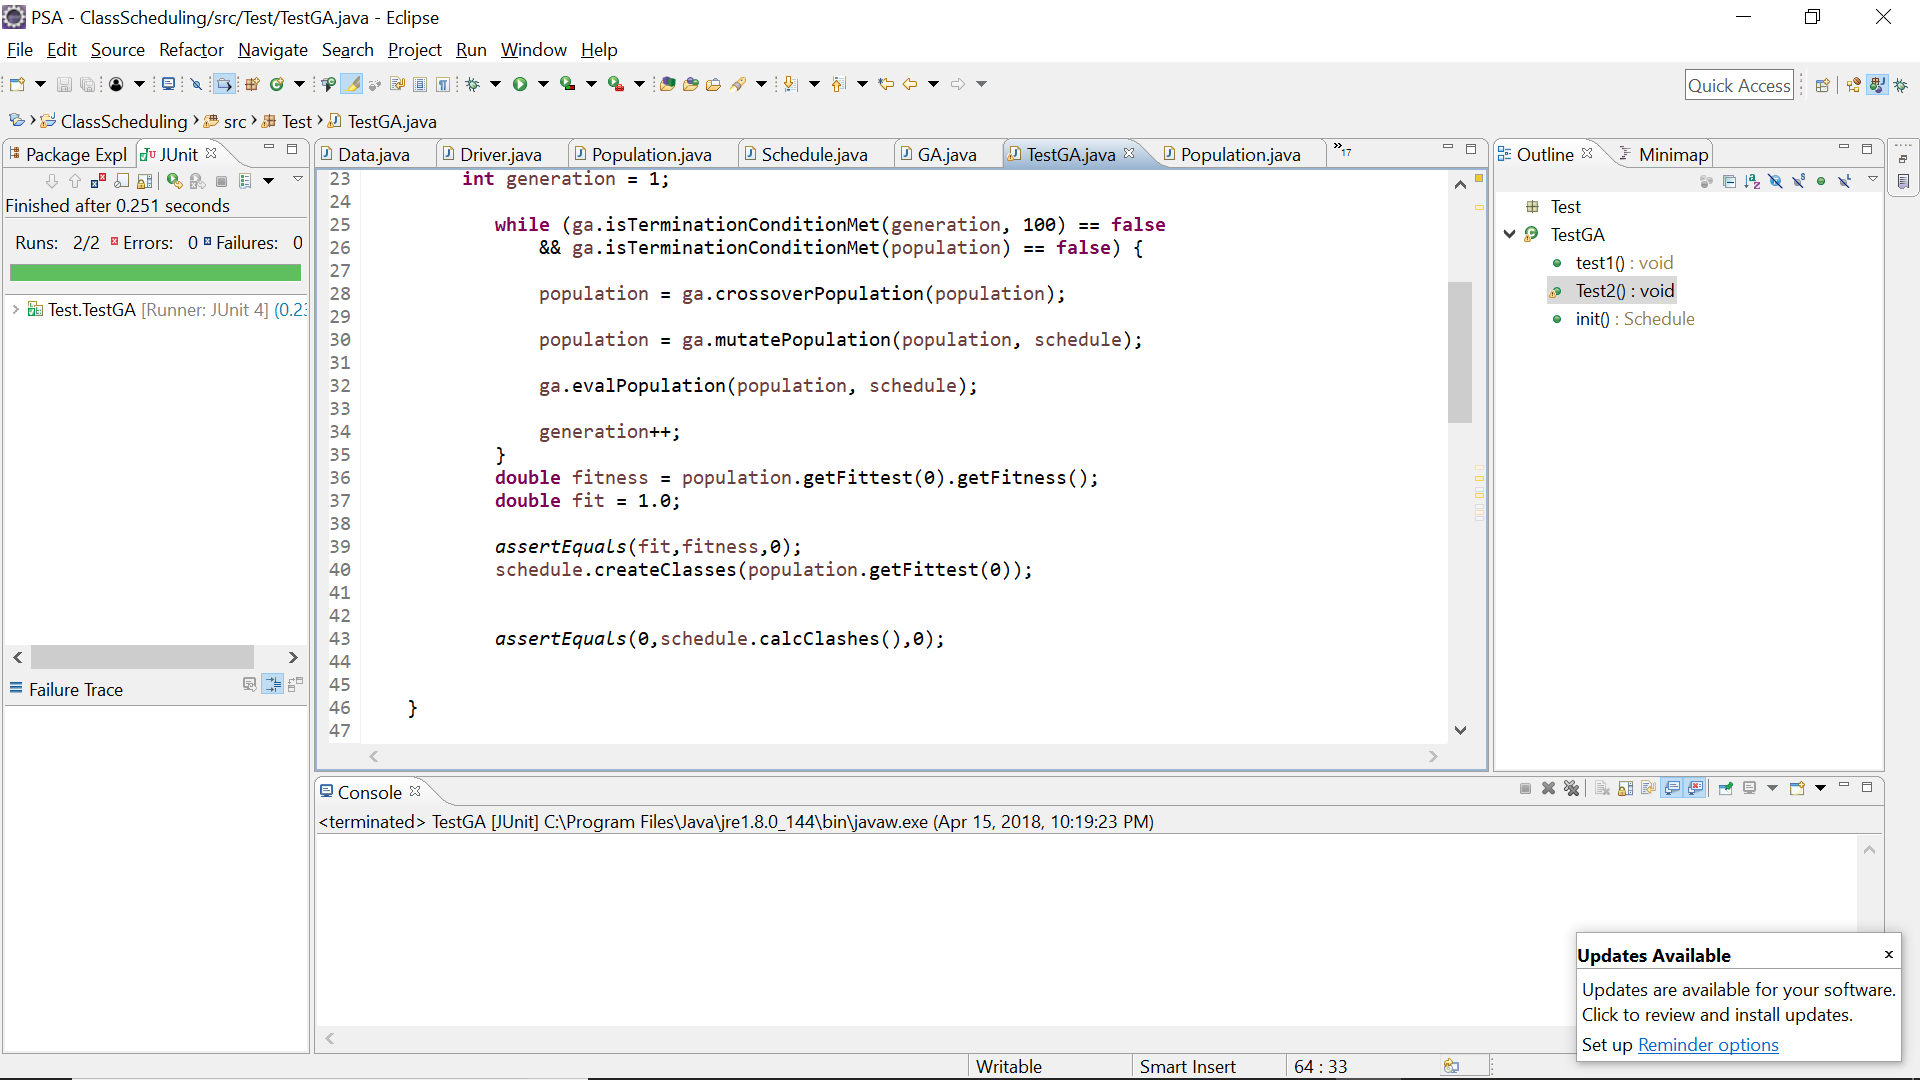 PSA - ClassScheduling/src/Test/TestGA.java - Eclipse
File Edit Source Refactor Navigate Search Project Run Window Help
Quick Access
ClassScheduling src Test TestGA.java
Package Expl JUnit
Data.java Driver.java Population.java Schedule.java GA.java TestGA.java Population.java »17
Outline Minimap
Finished after 0.251 seconds
Runs: 2/2 Errors: 0 Failures: 0
Test.TestGA [Runner: JUnit 4] (0.23
Failure Trace
23 int generation = 1;
24
25 while (ga.isTerminationConditionMet(generation, 100) == false
26 && ga.isTerminationConditionMet(population) == false) {
27
28 population = ga.crossoverPopulation(population);
29
30 population = ga.mutatePopulation(population, schedule);
31
32 ga.evalPopulation(population, schedule);
33
34 generation++;
35 }
36 double fitness = population.getFittest(0).getFitness();
37 double fit = 1.0;
38
39 assertEquals(fit,fitness,0);
40 schedule.createClasses(population.getFittest(0));
41
42
43 assertEquals(0,schedule.calcClashes(),0);
44
45
46 }
47
Test
TestGA
test1() : void
Test2() : void
init() : Schedule
Console
<terminated> TestGA [JUnit] C:\Program Files\Java\jre1.8.0_144\bin\javaw.exe (Apr 15, 2018, 10:19:23 PM)
Updates Available x
Updates are available for your software.
Click to review and install updates.
Set up Reminder options
Writable Smart Insert 64 : 33